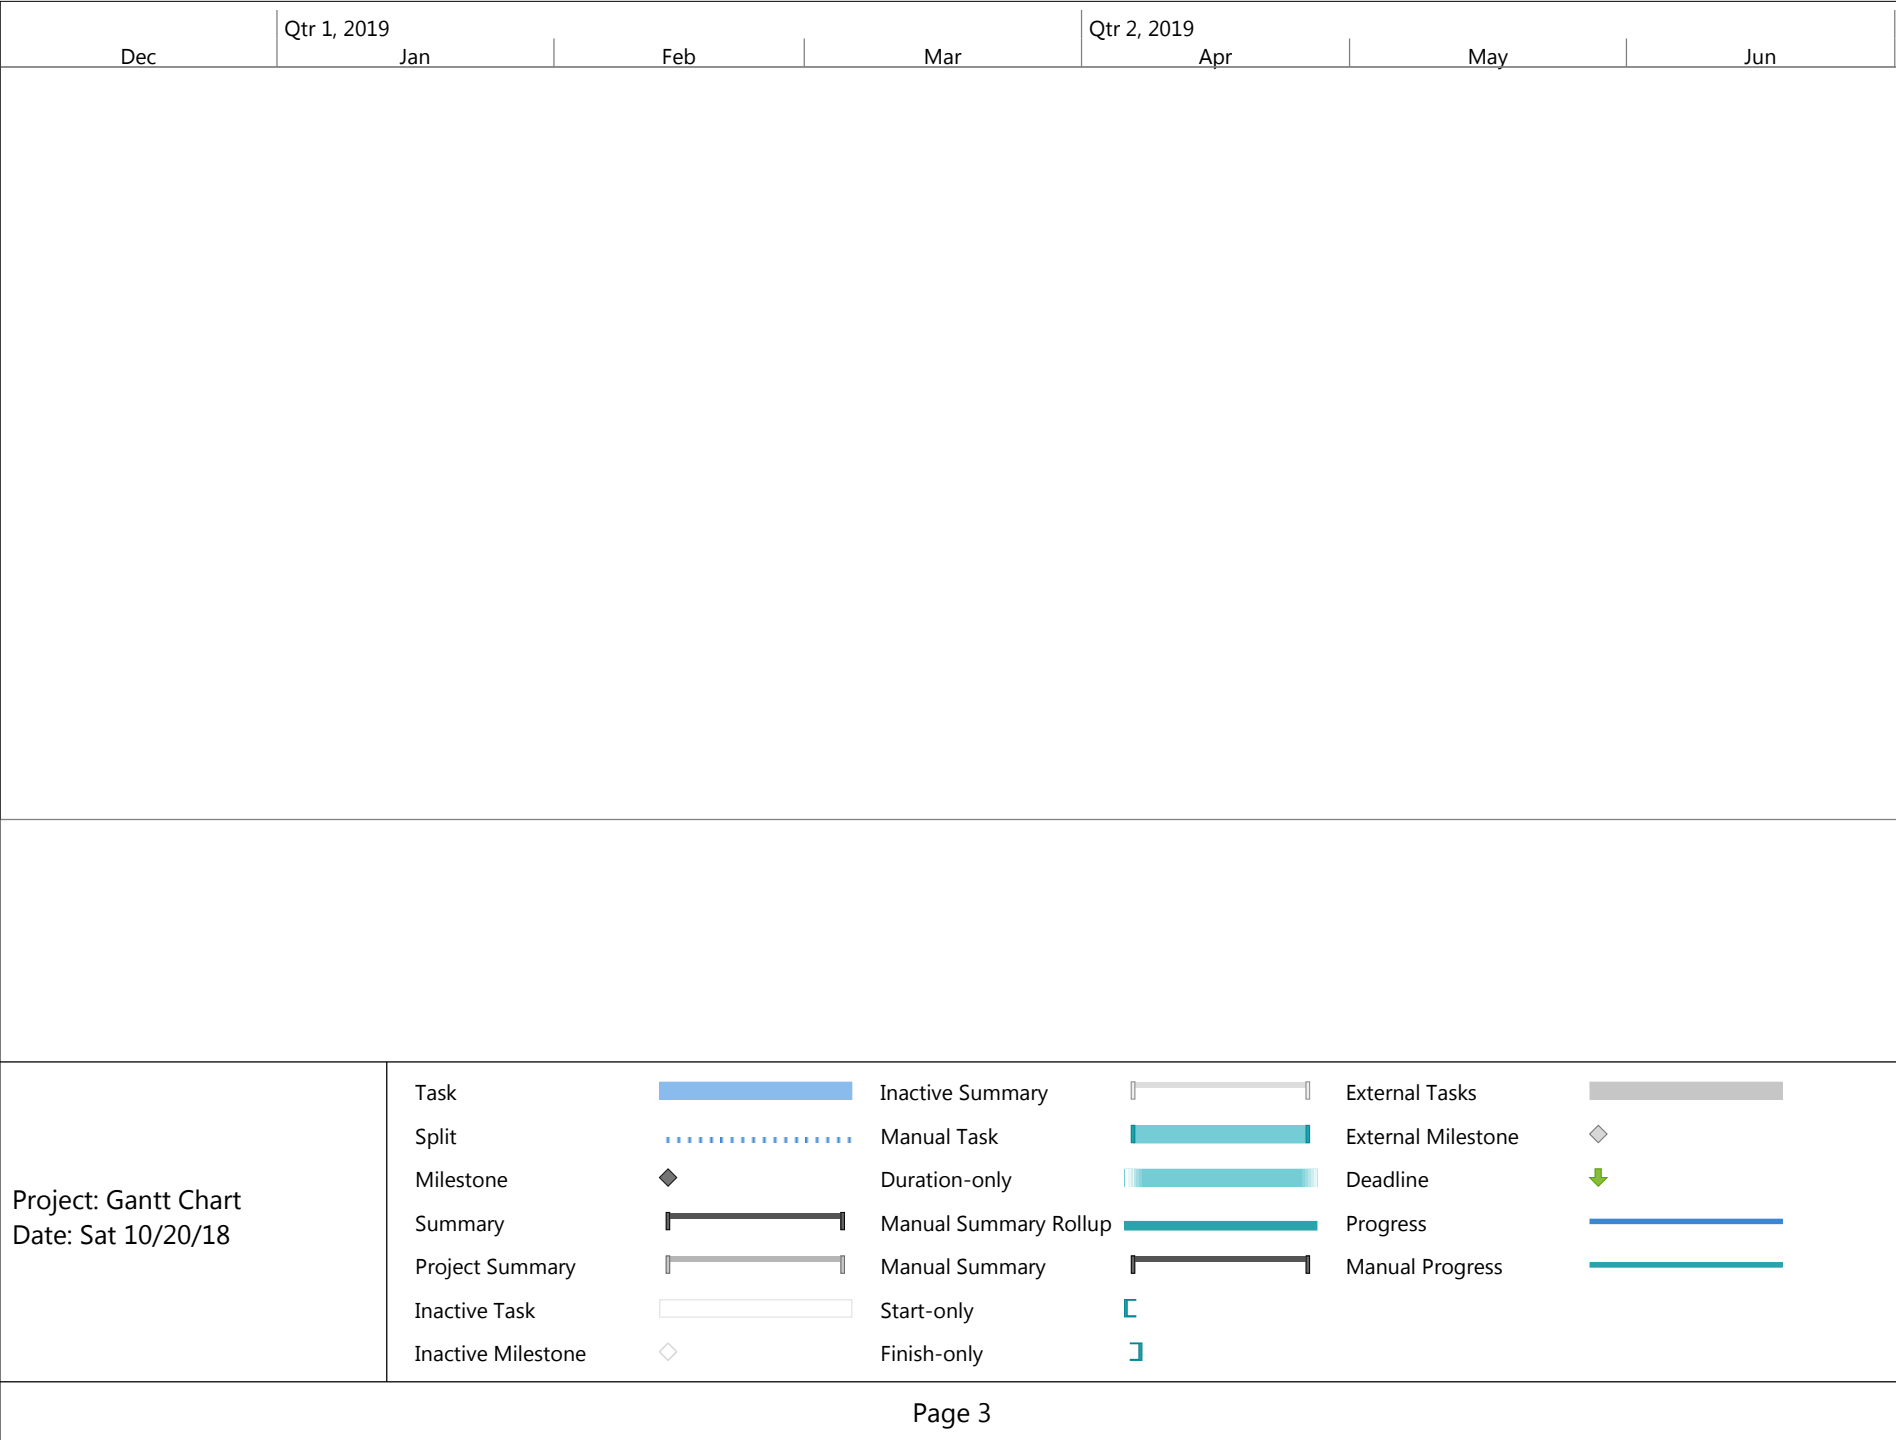 Qtr 1, 2019 Qtr 2, 2019
Dec Jan Feb Mar Apr May Jun
Project: Gantt Chart
Date: Sat 10/20/18
Task
Split
Milestone
Summary
Project Summary
Inactive Task
Inactive Milestone
Inactive Summary
Manual Task
Duration-only
Manual Summary Rollup
Manual Summary
Start-only
Finish-only
External Tasks
External Milestone
Deadline
Progress
Manual Progress
Page 3